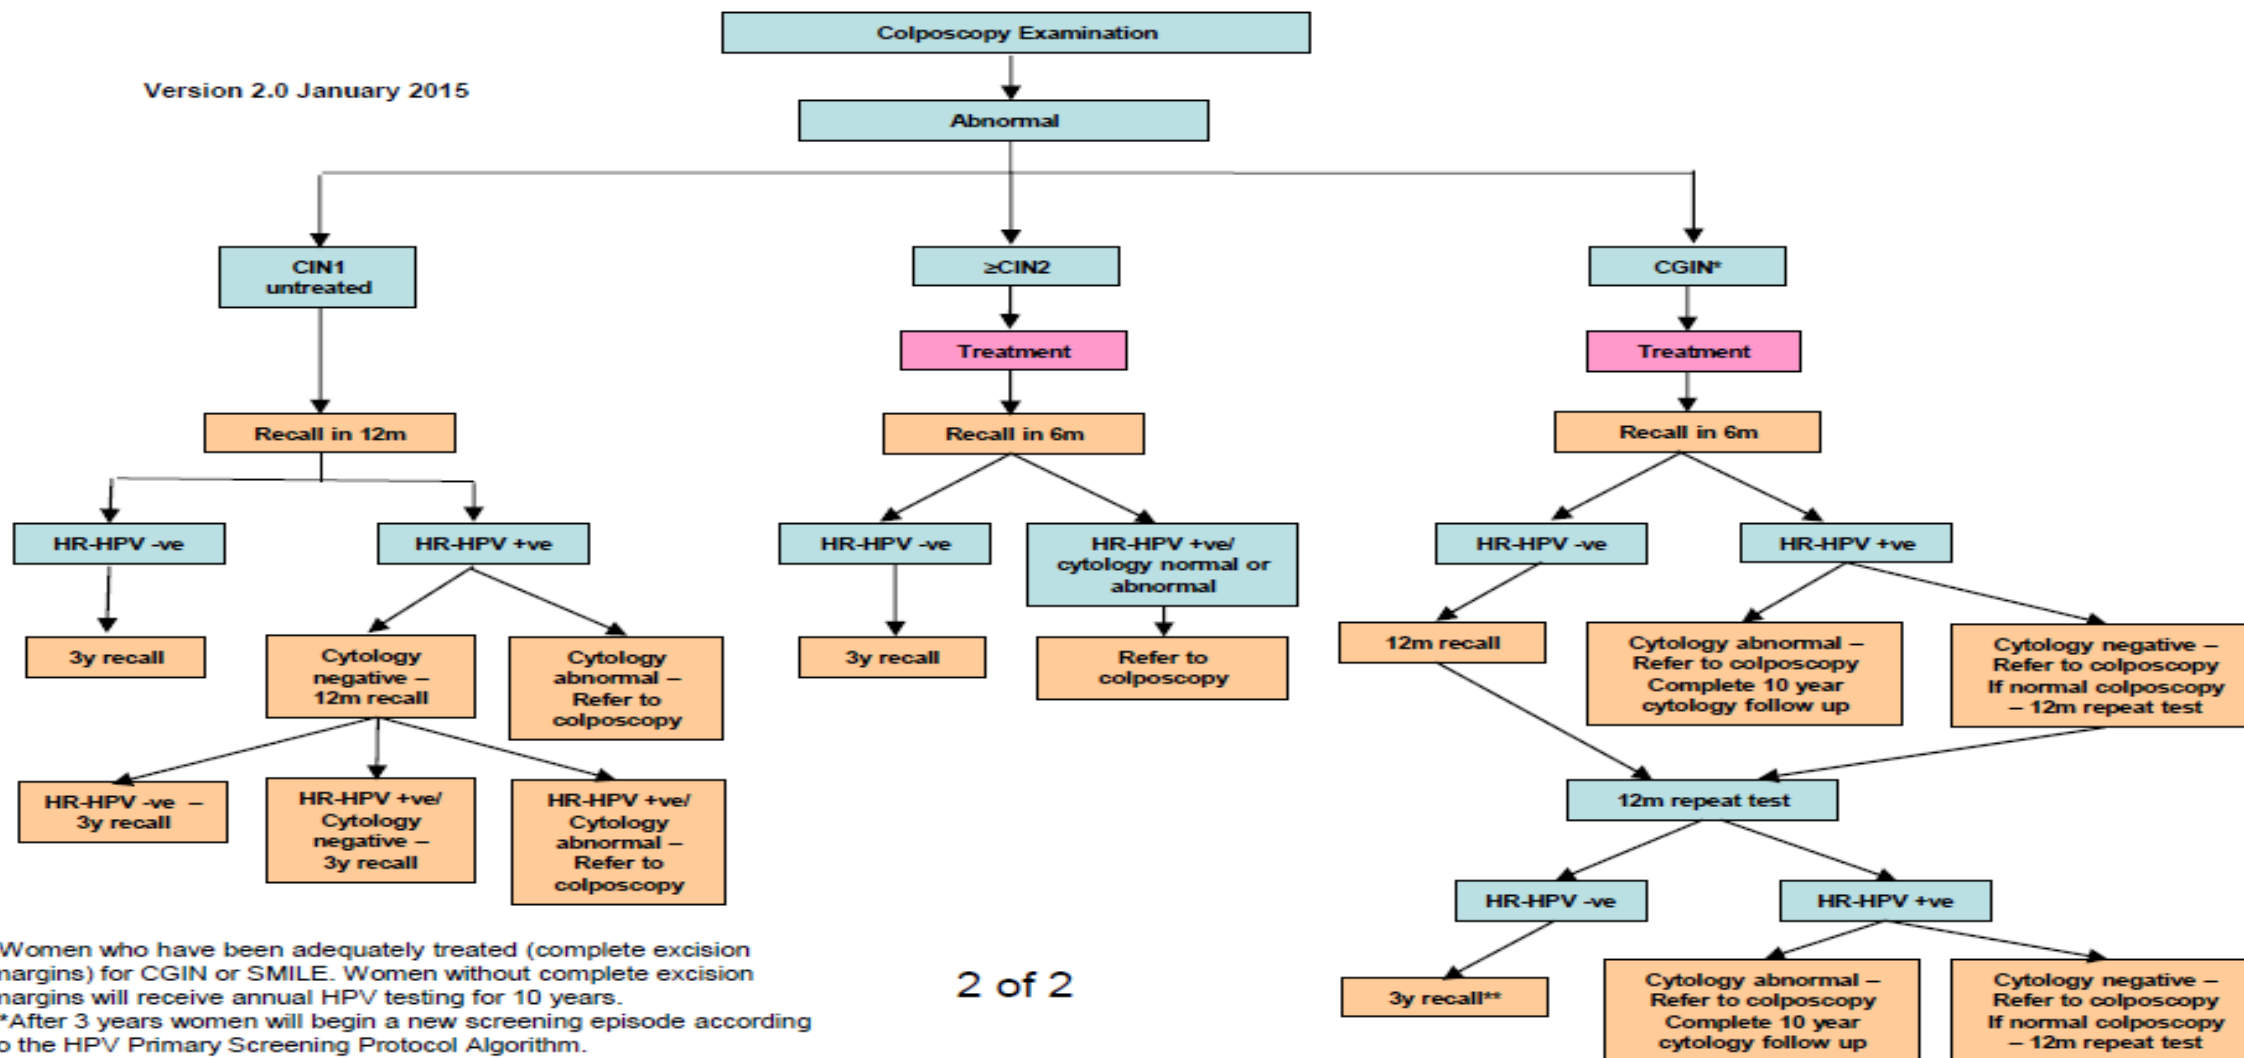 Colposcopy Examination
Version 2.0 January 2015
Abnormal
CIN1
untreated
≥CIN2
CGIN*
Treatment
Treatment
Recall in 12m
Recall in 6m
Recall in 6m
HR-HPV -ve
HR-HPV +ve
HR-HPV -ve
HR-HPV +ve/
cytology normal or
abnormal
HR-HPV -ve
HR-HPV +ve
3y recall
Cytology
negative –
12m recall
Cytology
abnormal –
Refer to
colposcopy
3y recall
Refer to
colposcopy
12m recall
Cytology abnormal –
Refer to colposcopy
Complete 10 year
cytology follow up
Cytology negative –
Refer to colposcopy
If normal colposcopy
– 12m repeat test
HR-HPV -ve –
3y recall
HR-HPV +ve/
Cytology
negative –
3y recall
HR-HPV +ve/
Cytology
abnormal –
Refer to
colposcopy
12m repeat test
HR-HPV -ve
HR-HPV +ve
3y recall**
Cytology abnormal –
Refer to colposcopy
Complete 10 year
cytology follow up
Cytology negative –
Refer to colposcopy
If normal colposcopy
– 12m repeat test
Women who have been adequately treated (complete excision
margins) for CGIN or SMILE. Women without complete excision
margins will receive annual HPV testing for 10 years.
*After 3 years women will begin a new screening episode according
o the HPV Primary Screening Protocol Algorithm.
2 of 2